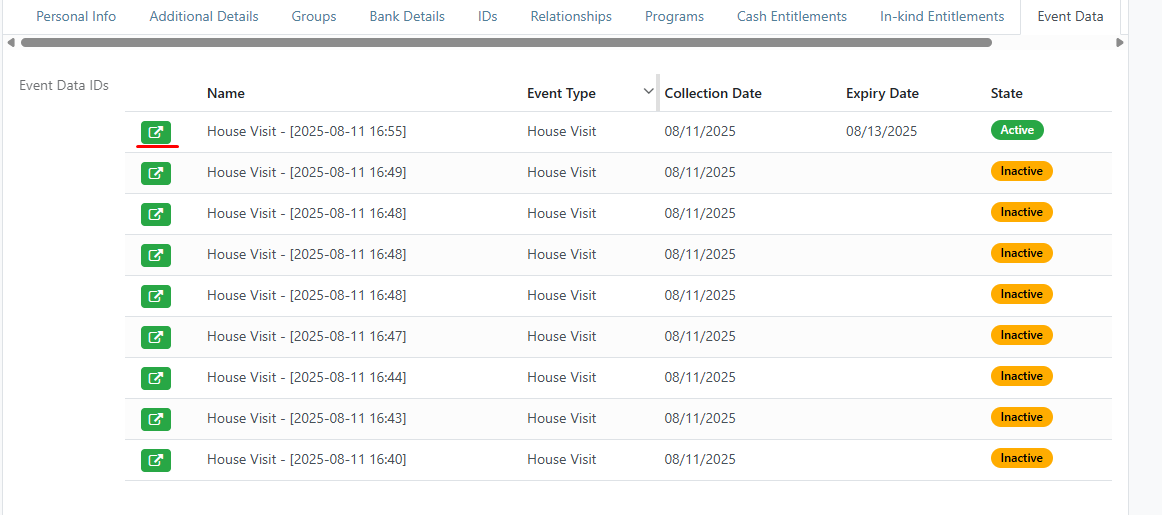 Personal Info Additional Details Groups Bank Details IDs Relationships Programs Cash Entitlements In-kind Entitlements Event Data
Event Data IDs
Name Event Type Collection Date Expiry Date State
House Visit - [2025-08-11 16:55] House Visit 08/11/2025 08/13/2025 Active
House Visit - [2025-08-11 16:49] House Visit 08/11/2025 Inactive
House Visit - [2025-08-11 16:48] House Visit 08/11/2025 Inactive
House Visit - [2025-08-11 16:48] House Visit 08/11/2025 Inactive
House Visit - [2025-08-11 16:48] House Visit 08/11/2025 Inactive
House Visit - [2025-08-11 16:47] House Visit 08/11/2025 Inactive
House Visit - [2025-08-11 16:44] House Visit 08/11/2025 Inactive
House Visit - [2025-08-11 16:43] House Visit 08/11/2025 Inactive
House Visit - [2025-08-11 16:40] House Visit 08/11/2025 Inactive